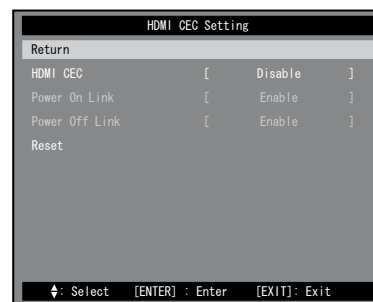 HDMI CEC Setting
Return
HDMI CEC [ Disable ]
Power On Link [ Enable ]
Power Off Link [ Enable ]
Reset
: Select [ENTER] : Enter [EXIT]: Exit